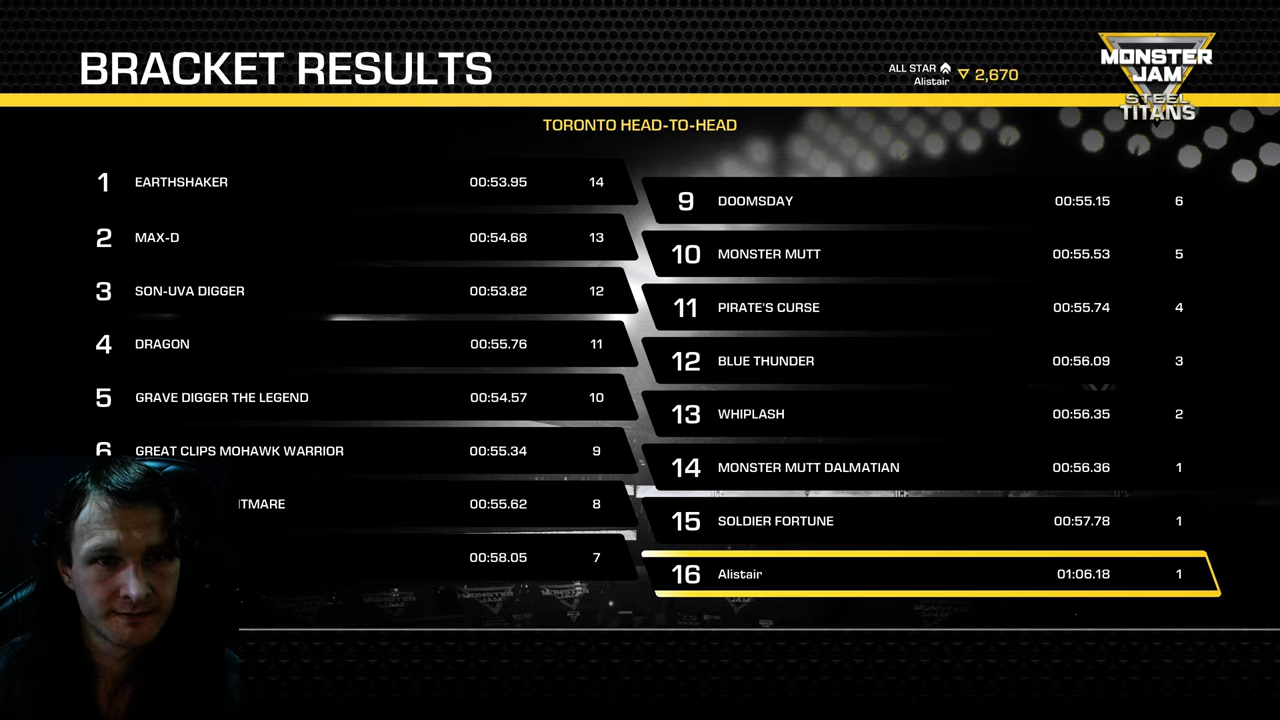 BRACKET RESULTS
ALL STAR
Alistair
2,670
MONSTER
JAM
STEEL
TITANS
TORONTO HEAD-TO-HEAD
1 EARTHSHAKER 00:53.95 14
2 MAX-D 00:54.68 13
3 SON-UVA DIGGER 00:53.82 12
4 DRAGON 00:55.76 11
5 GRAVE DIGGER THE LEGEND 00:54.57 10
6 GREAT CLIPS MOHAWK WARRIOR 00:55.34 9
00:55.62 8
00:58.05 7
9 DOOMSDAY 00:55.15 6
10 MONSTER MUTT 00:55.53 5
11 PIRATE'S CURSE 00:55.74 4
12 BLUE THUNDER 00:56.09 3
13 WHIPLASH 00:56.35 2
14 MONSTER MUTT DALMATIAN 00:56.36 1
15 SOLDIER FORTUNE 00:57.78 1
16 Alistair 01:06.18 1